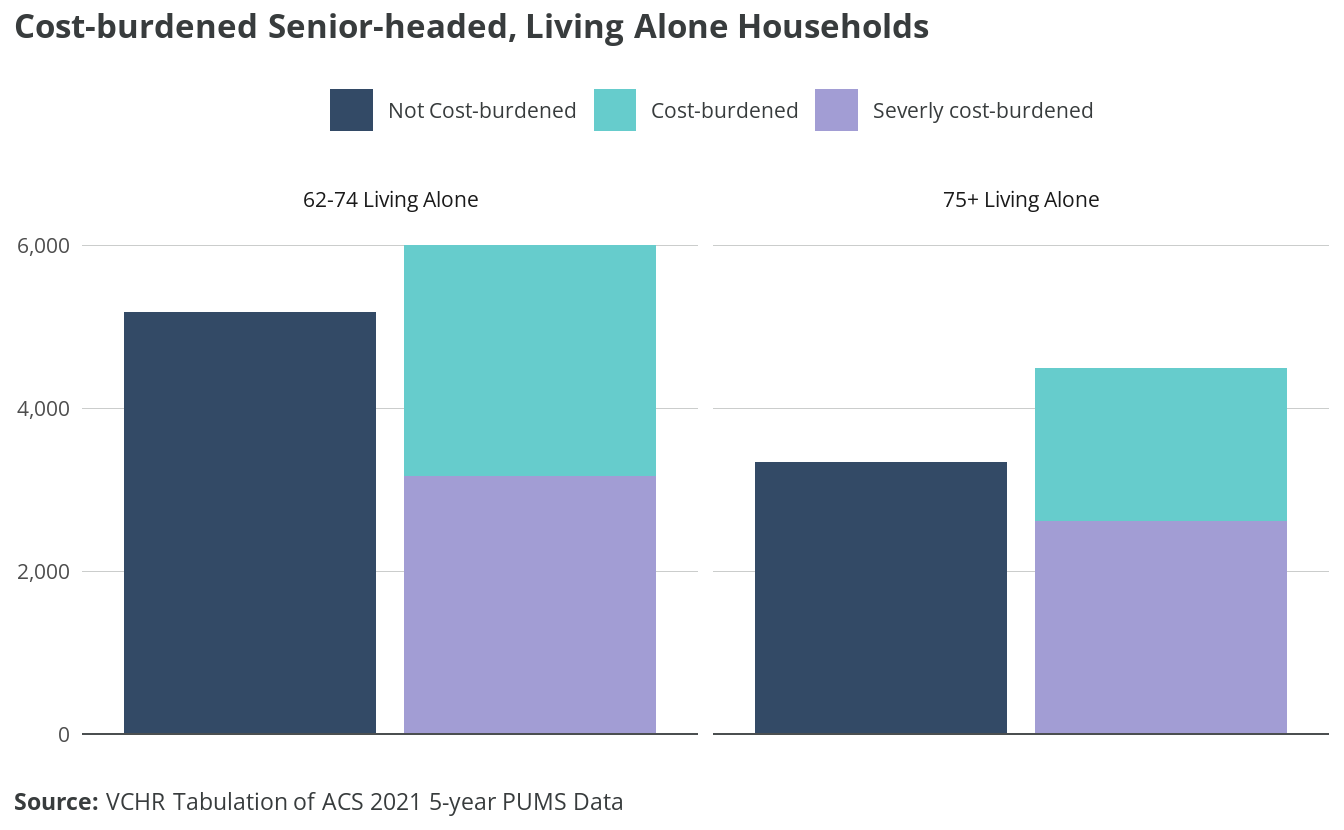 Cost-burdened Senior-headed, Living Alone Households
Not Cost-burdened Cost-burdened Severly cost-burdened
62-74 Living Alone 75+ Living Alone
6,000
4,000
2,000
0
Source: VCHR Tabulation of ACS 2021 5-year PUMS Data